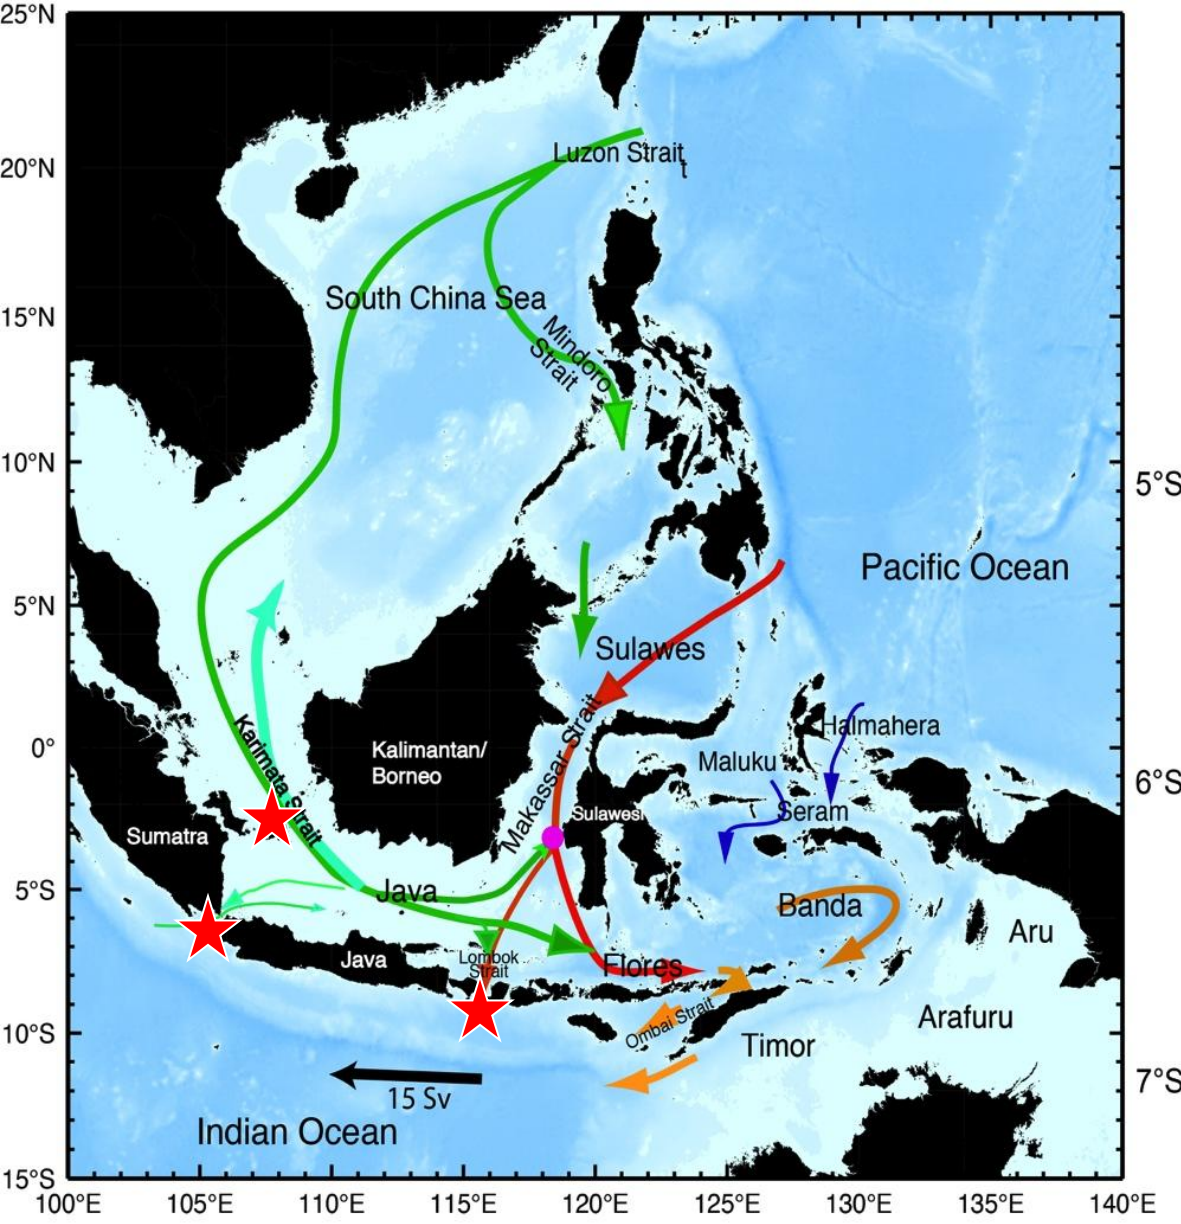 25°N
20°N
15°N
10°N
5°N
0°
5°S
10°S
15°S
100°E
105°E
110°E
115°E
120°E
125°E
130°E
135°E
140°E
5°S
6°S
7°S
Luzon Strait
t
South China Sea
Mindoro
Strait
Pacific Ocean
Sulawes
Karimata Strait
Kalimantan/
Borneo
Makassar Strait
Sulawesi
Halmahera
Maluku
Seram
Sumatra
Java
Banda
Aru
Java
Lombok
Strait
Flores
Ombai Strait
Arafuru
Timor
15 Sv
Indian Ocean